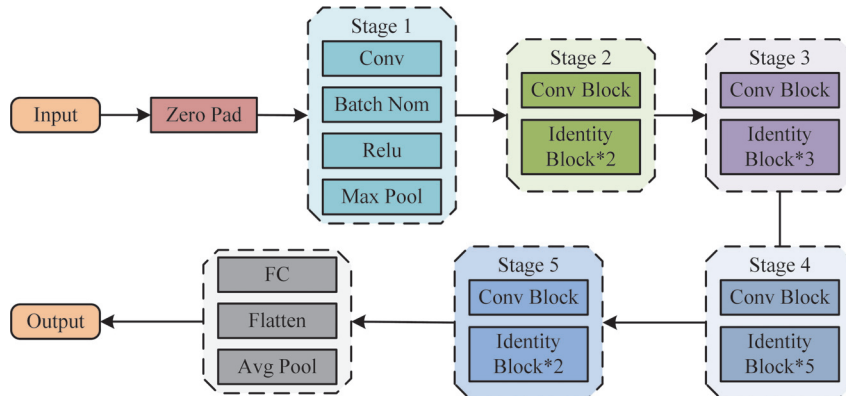 Input
Zero Pad
Stage 1
Conv
Batch Nom
Relu
Max Pool
Stage 2
Conv Block
Identity
Block*2
Stage 3
Conv Block
Identity
Block*3
Stage 4
Conv Block
Identity
Block*5
Stage 5
Conv Block
Identity
Block*2
FC
Flatten
Avg Pool
Output